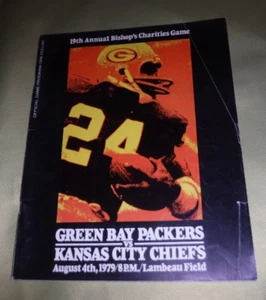 19th Annual Bishop's Charities Game
G
24
GREEN BAY PACKERS
VS
KANSAS CITY CHIEFS
August 4th, 1979/8 P.M./Lambeau Field